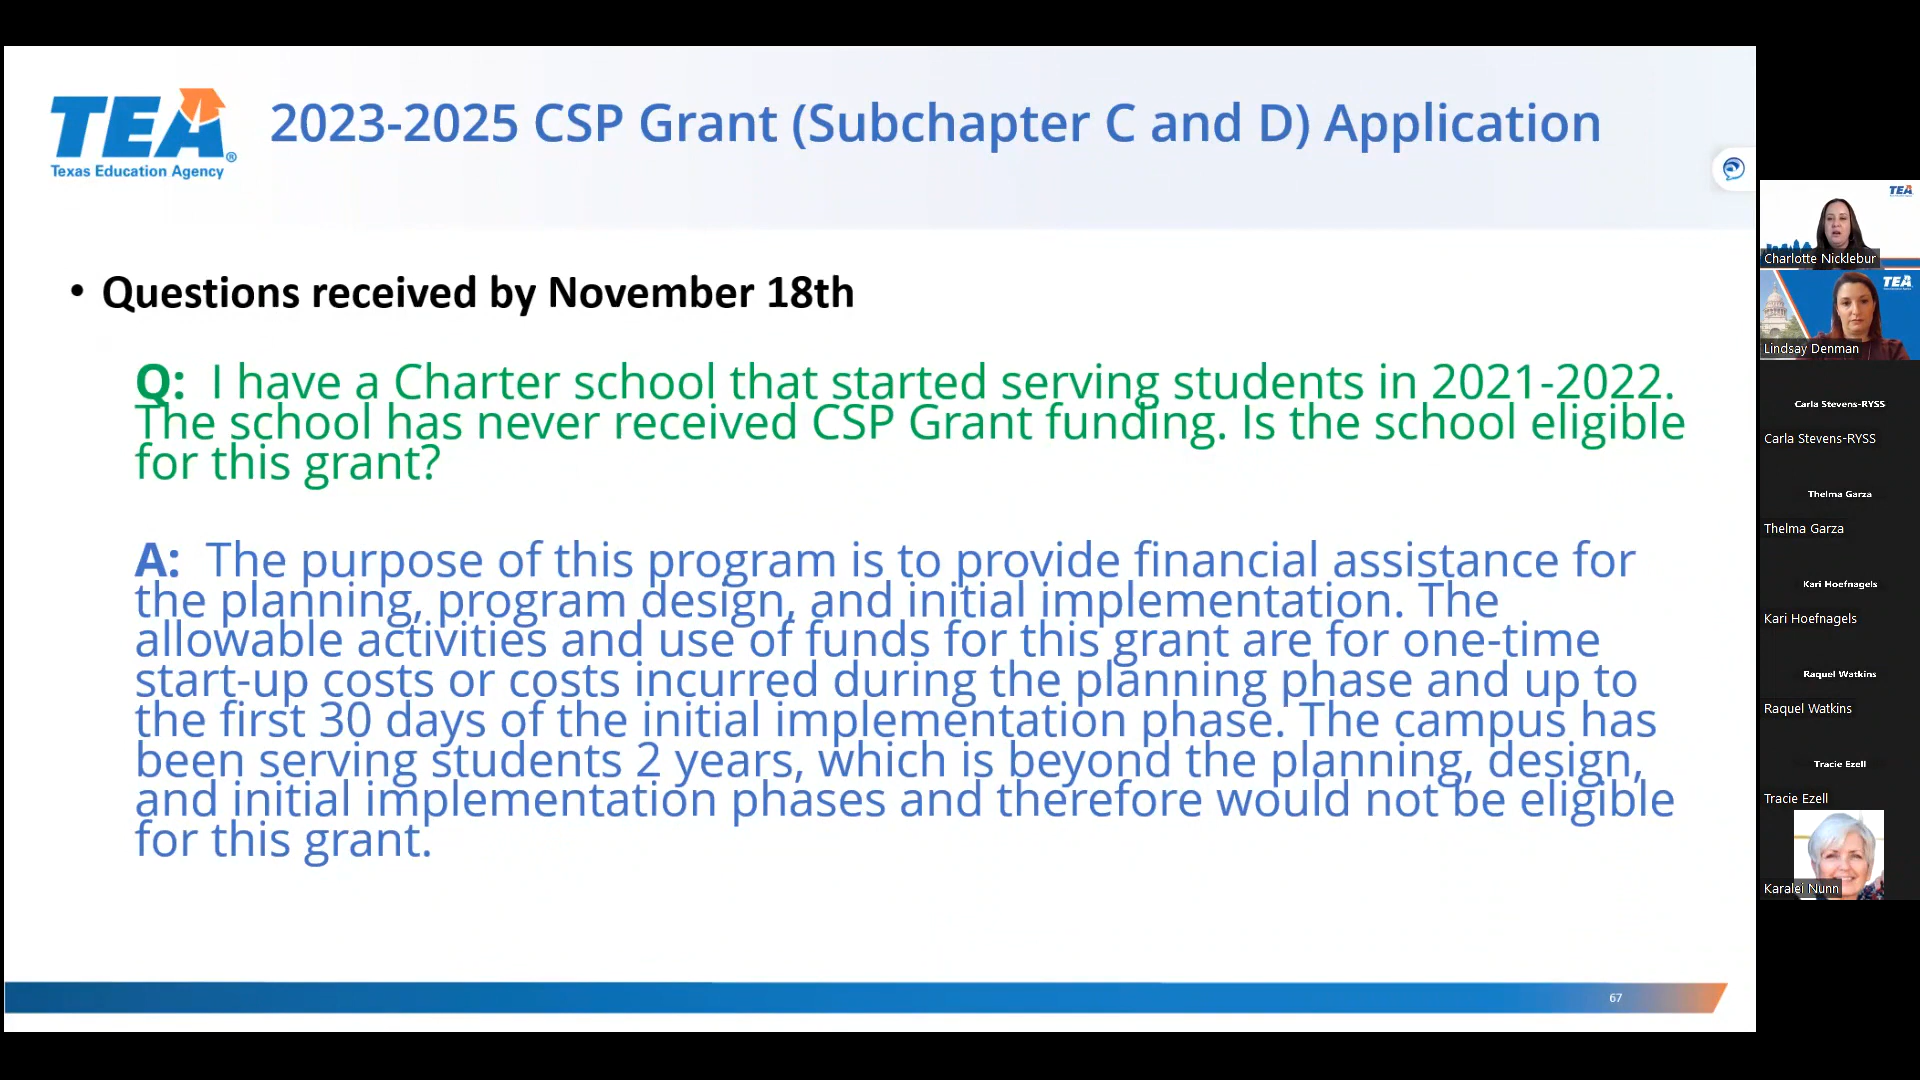 TEA®
Texas Education Agency
2023-2025 CSP Grant (Subchapter C and D) Application
• Questions received by November 18th
Q: I have a Charter school that started serving students in 2021-2022.
The school has never received CSP Grant funding. Is the school eligible
for this grant?
A: The purpose of this program is to provide financial assistance for
the planning, program design, and initial implementation. The
allowable activities and use of funds for this grant are for one-time
start-up costs or costs incurred during the planning phase and up to
the first 30 days of the initial implementation phase. The campus has
been serving students 2 years, which is beyond the planning, design,
and initial implementation phases and therefore would not be eligible
for this grant.
67
TEA
Charlotte Nicklebur
TEA
Lindsay Denman
Carla Stevens-RYSS
Carla Stevens-RYSS
Thelma Garza
Thelma Garza
Kari Hoefnagels
Kari Hoefnagels
Raquel Watkins
Raquel Watkins
Tracie Ezell
Tracie Ezell
Karalei Nunn